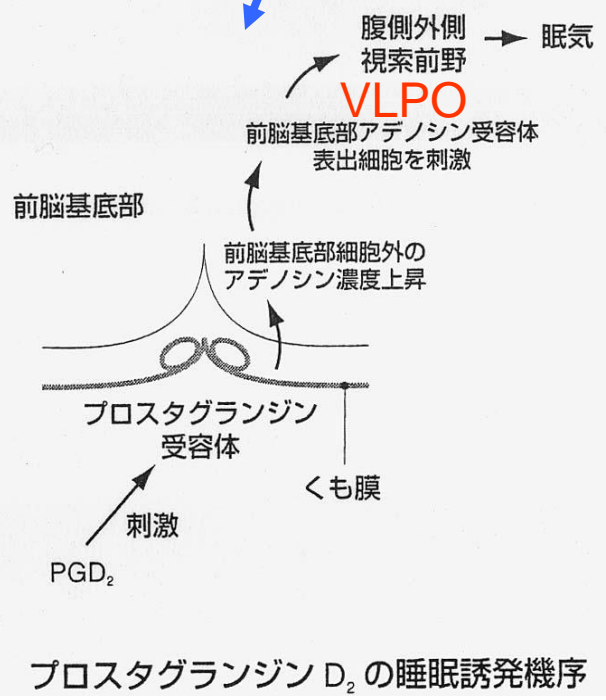 腹側外側
視索前野
眠気
VLPO
前脳基底部アデノシン受容体
表出細胞を刺激
前脳基底部
前脳基底部細胞外の
アデノシン濃度上昇
プロスタグランジン
受容体
くも膜
刺激
PGD₂
プロスタグランジン D₂ の睡眠誘発機序